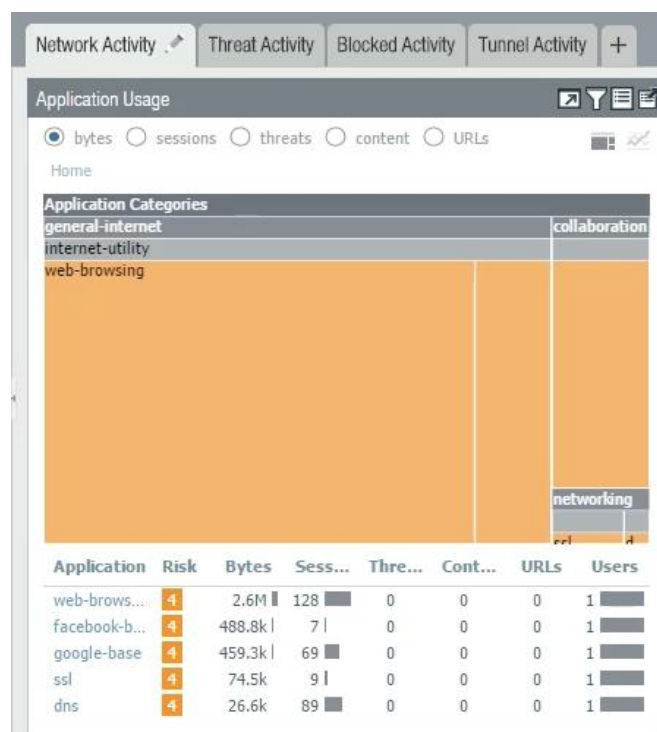 Network Activity Threat Activity Blocked Activity Tunnel Activity +
Application Usage
bytes sessions threats content URLs
Home
Application Categories
general-internet collaboration
internet-utility
web-browsing
networking
ssl d
Application Risk Bytes Sess... Thre... Cont... URLs Users
web-brows... 4 2.6M 128 0 0 0 1
facebook-b... 4 488.8k 7 0 0 0 1
google-base 4 459.3k 69 0 0 0 1
ssl 4 74.5k 9 0 0 0 1
dns 4 26.6k 89 0 0 0 1